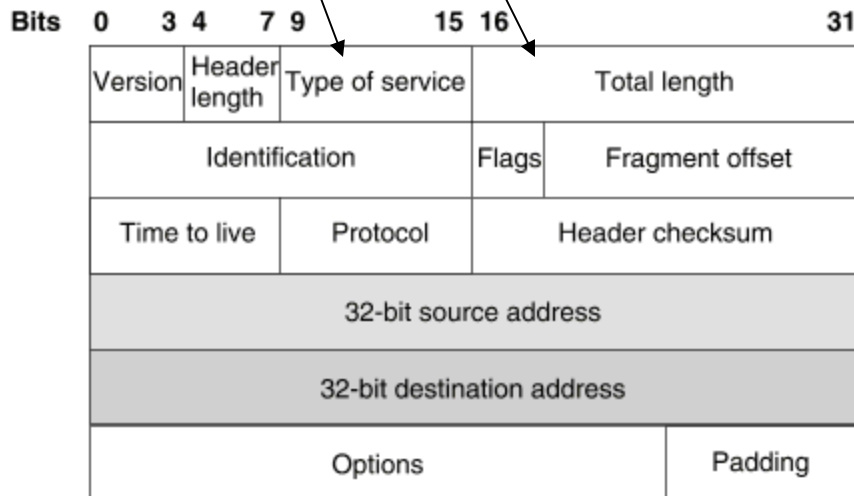 Bits 0 3 4 7 9 15 16 31
Version Header length Type of service Total length
Identification Flags Fragment offset
Time to live Protocol Header checksum
32-bit source address
32-bit destination address
Options Padding